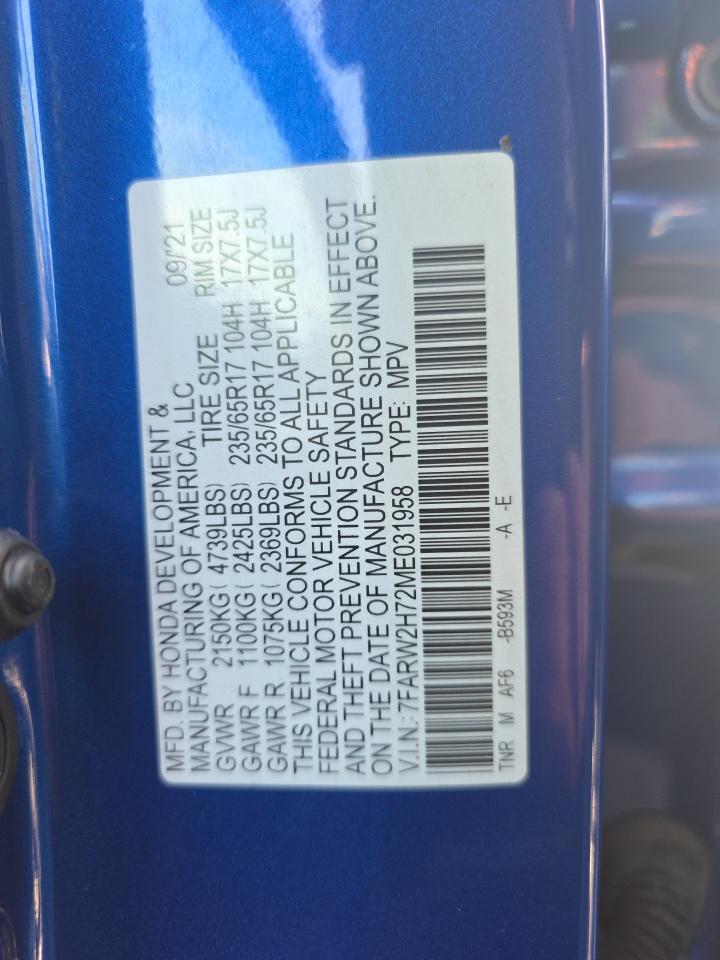 MFD. BY HONDA DEVELOPMENT &
MANUFACTURING OF AMERICA, LLC 09/'21
GVWR 2150KG( 4739LBS) TIRE SIZE RIM SIZE
GAWR F 1100KG( 2425LBS) 235/65R17 104H 17X7.5J
GAWR R 1075KG( 2369LBS) 235/65R17 104H 17X7.5J
THIS VEHICLE CONFORMS TO ALL APPLICABLE
FEDERAL MOTOR VEHICLE SAFETY
AND THEFT PREVENTION STANDARDS IN EFFECT
ON THE DATE OF MANUFACTURE SHOWN ABOVE.
V.I.N.: 7FARW2H72ME031958 TYPE: MPV
TNR M AF6 -B593M -A -E